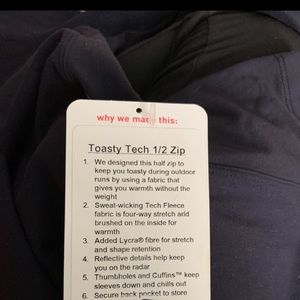 why we made this:
Toasty Tech 1/2 Zip
1. We designed this half zip to
keep you toasty during outdoor
runs by using a fabric that
gives you warmth without the
weight
2. Sweat-wicking Tech Fleece
fabric is four-way stretch and
brushed on the inside for
warmth
3. Added Lycra® fibre for stretch
and shape retention
4. Reflective details help keep
you on the radar
5. Thumbholes and Cuffins™ keep
sleeves down and chills out
6. Secure back pocket to store